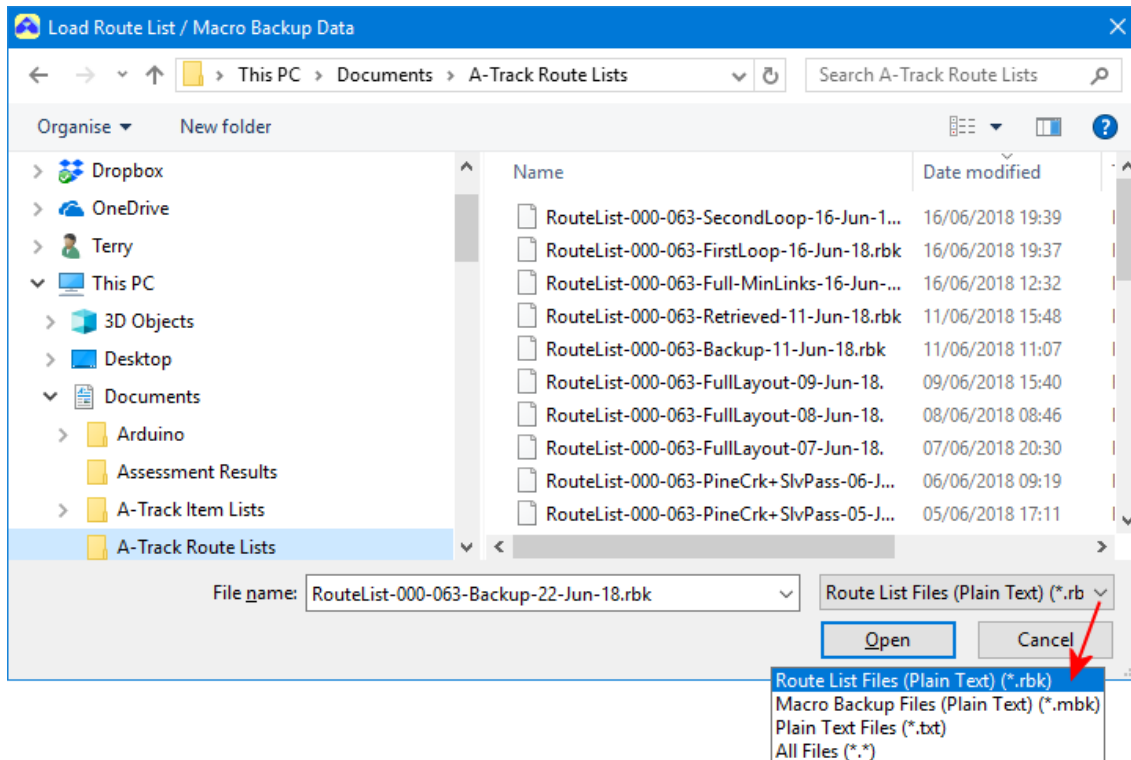 Load Route List / Macro Backup Data
This PC > Documents > A-Track Route Lists
Search A-Track Route Lists
Organise
New folder
Name
Date modified
Dropbox
OneDrive
Terry
This PC
3D Objects
Desktop
Documents
Arduino
Assessment Results
A-Track Item Lists
A-Track Route Lists
RouteList-000-063-SecondLoop-16-Jun-1... 16/06/2018 19:39
RouteList-000-063-FirstLoop-16-Jun-18.rbk 16/06/2018 19:37
RouteList-000-063-Full-MinLinks-16-Jun-... 16/06/2018 12:32
RouteList-000-063-Retrieved-11-Jun-18.rbk 11/06/2018 15:48
RouteList-000-063-Backup-11-Jun-18.rbk 11/06/2018 11:07
RouteList-000-063-FullLayout-09-Jun-18. 09/06/2018 15:40
RouteList-000-063-FullLayout-08-Jun-18. 08/06/2018 08:46
RouteList-000-063-FullLayout-07-Jun-18. 07/06/2018 20:30
RouteList-000-063-PineCrk+SlvPass-06-J... 06/06/2018 09:19
RouteList-000-063-PineCrk+SlvPass-05-J... 05/06/2018 17:11
File name: RouteList-000-063-Backup-22-Jun-18.rbk
Route List Files (Plain Text) (*.rb
Open
Cancel
Route List Files (Plain Text) (*.rbk)
Macro Backup Files (Plain Text) (*.mbk)
Plain Text Files (*.txt)
All Files (*.*)